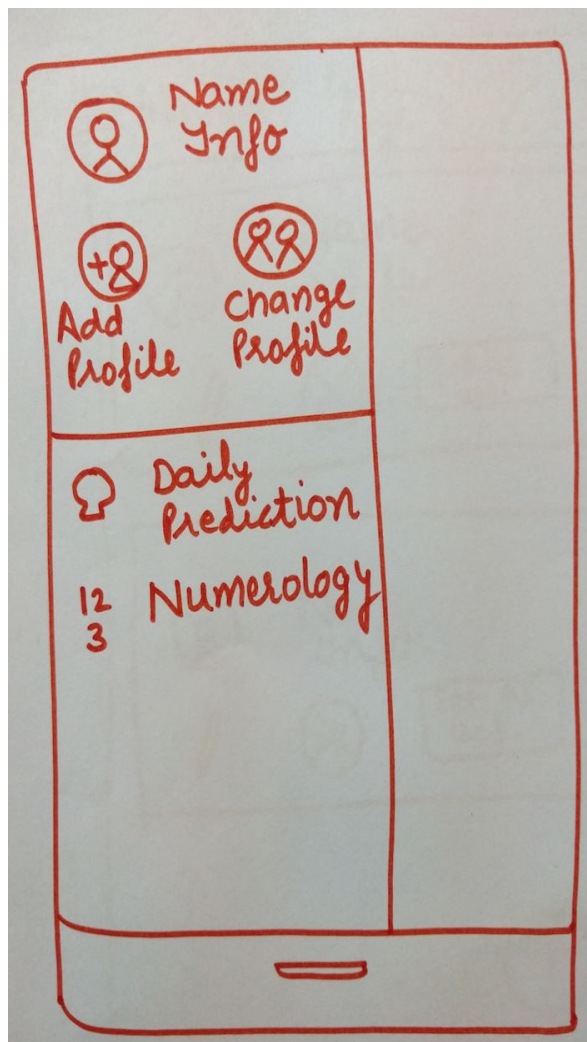 Name
Info
+
Add
Profile
Change
Profile
Daily
Prediction
12
3
Numerology